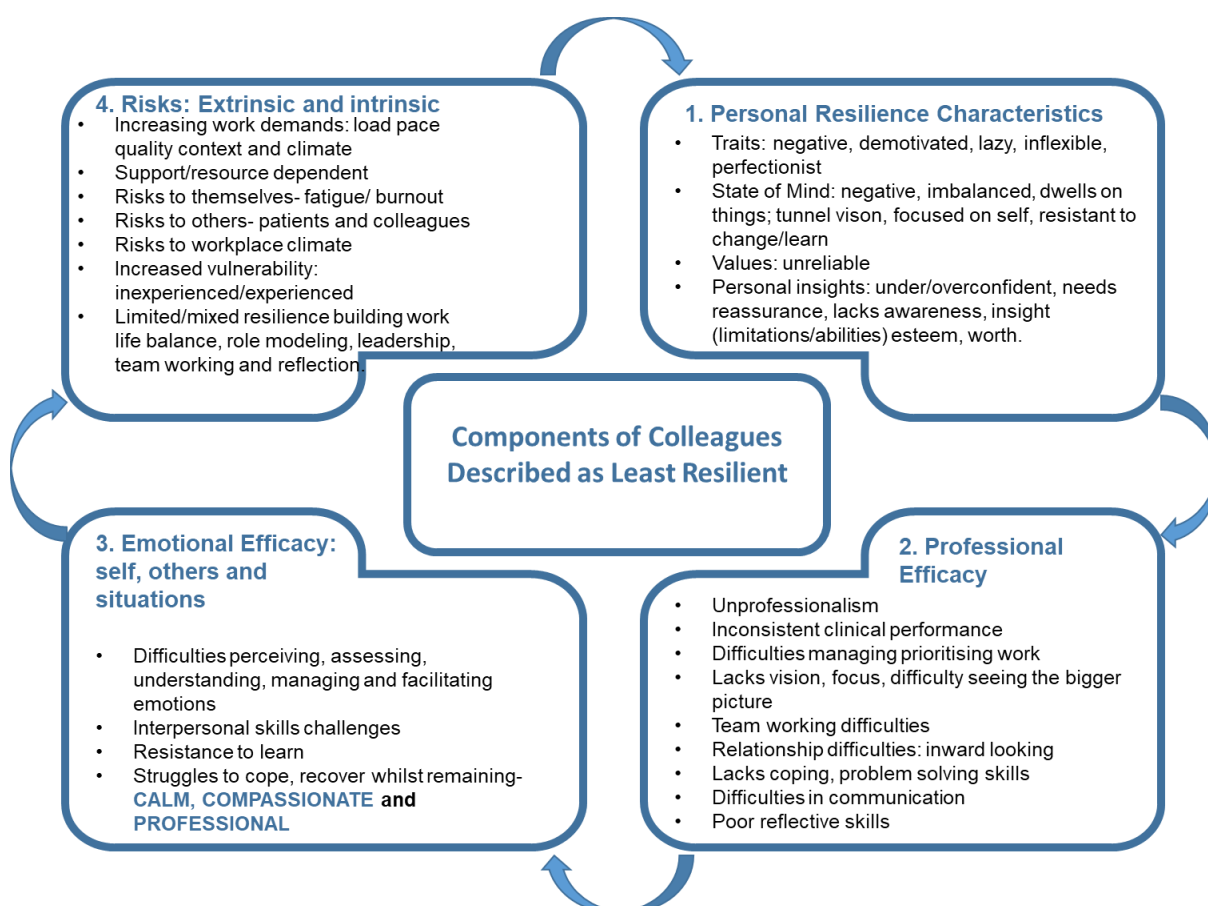 4. Risks: Extrinsic and intrinsic
• Increasing work demands: load pace
quality context and climate
• Support/resource dependent
• Risks to themselves- fatigue/ burnout
• Risks to others- patients and colleagues
• Risks to workplace climate
• Increased vulnerability:
inexperienced/experienced
• Limited/mixed resilience building work
life balance, role modeling, leadership,
team working and reflection.
1. Personal Resilience Characteristics
• Traits: negative, demotivated, lazy, inflexible,
perfectionist
• State of Mind: negative, imbalanced, dwells on
things; tunnel vison, focused on self, resistant to
change/learn
• Values: unreliable
• Personal insights: under/overconfident, needs
reassurance, lacks awareness, insight
(limitations/abilities) esteem, worth.
Components of Colleagues
Described as Least Resilient
3. Emotional Efficacy:
self, others and
situations
• Difficulties perceiving, assessing,
understanding, managing and facilitating
emotions
• Interpersonal skills challenges
• Resistance to learn
• Struggles to cope, recover whilst remaining-
CALM, COMPASSIONATE and
PROFESSIONAL
2. Professional
Efficacy
• Unprofessionalism
• Inconsistent clinical performance
• Difficulties managing prioritising work
• Lacks vision, focus, difficulty seeing the bigger
picture
• Team working difficulties
• Relationship difficulties: inward looking
• Lacks coping, problem solving skills
• Difficulties in communication
• Poor reflective skills